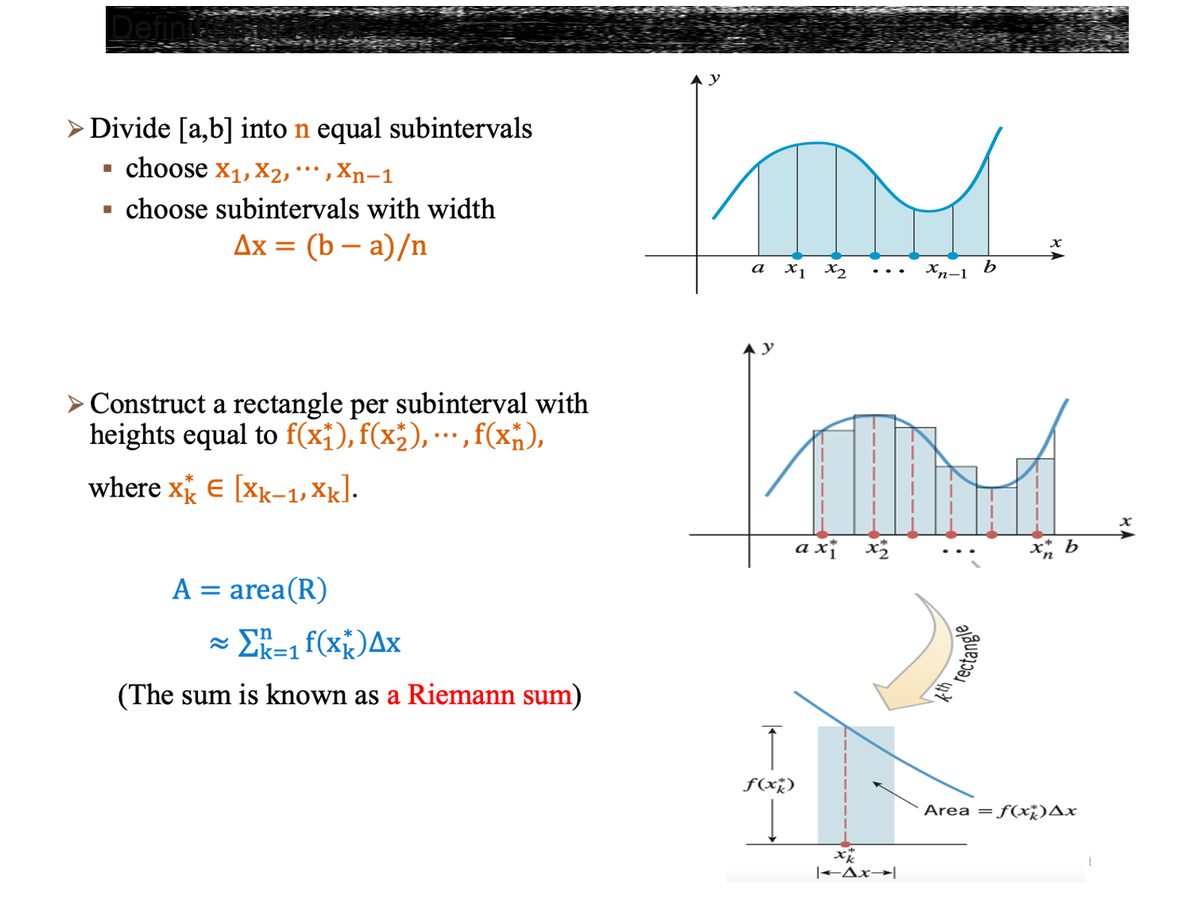 ➢ Divide [a,b] into n equal subintervals
▪ choose x₁, x₂, ⋯ , xₙ₋₁
▪ choose subintervals with width
Δx = (b − a)/n
y
x
a x₁ x₂ . . . xₙ₋₁ b
➢ Construct a rectangle per subinterval with
heights equal to f(x₁*), f(x₂*), ⋯ , f(xₙ*),
where xₖ* ∈ [xₖ₋₁, xₖ].
y
x
a x₁* x₂* . . . xₙ* b
A = area(R)
≈ ∑ₖ₌₁ⁿ f(xₖ*)Δx
(The sum is known as a Riemann sum)
kᵗʰ rectangle
f(xₖ*)
Area = f(xₖ*)Δx
xₖ*
Δx